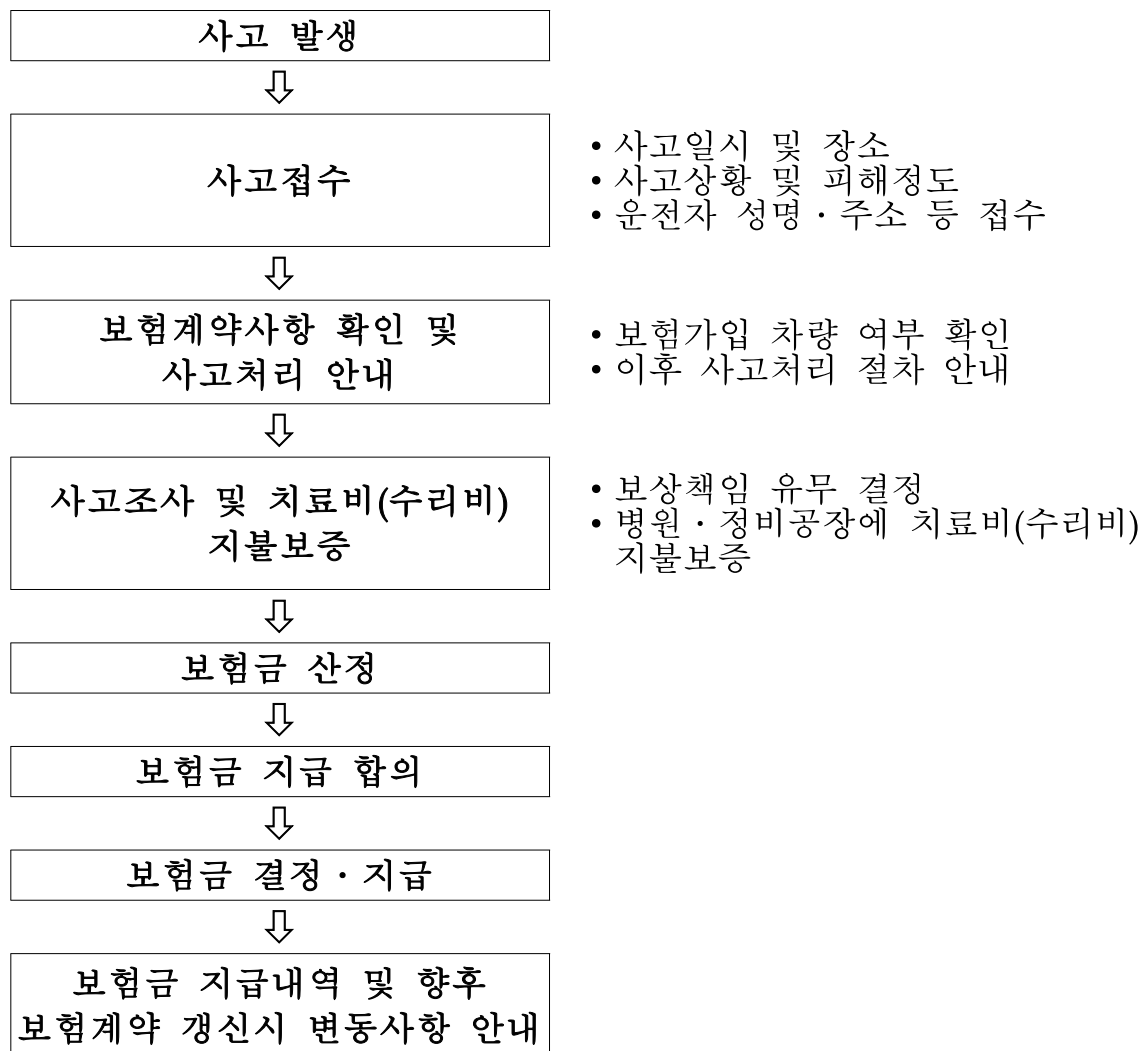 사고 발생
사고접수
• 사고일시 및 장소
• 사고상황 및 피해정도
• 운전자 성명 · 주소 등 접수
보험계약사항 확인 및
사고처리 안내
• 보험가입 차량 여부 확인
• 이후 사고처리 절차 안내
사고조사 및 치료비(수리비)
지불보증
• 보상책임 유무 결정
• 병원 · 정비공장에 치료비(수리비)
지불보증
보험금 산정
보험금 지급 합의
보험금 결정 · 지급
보험금 지급내역 및 향후
보험계약 갱신시 변동사항 안내